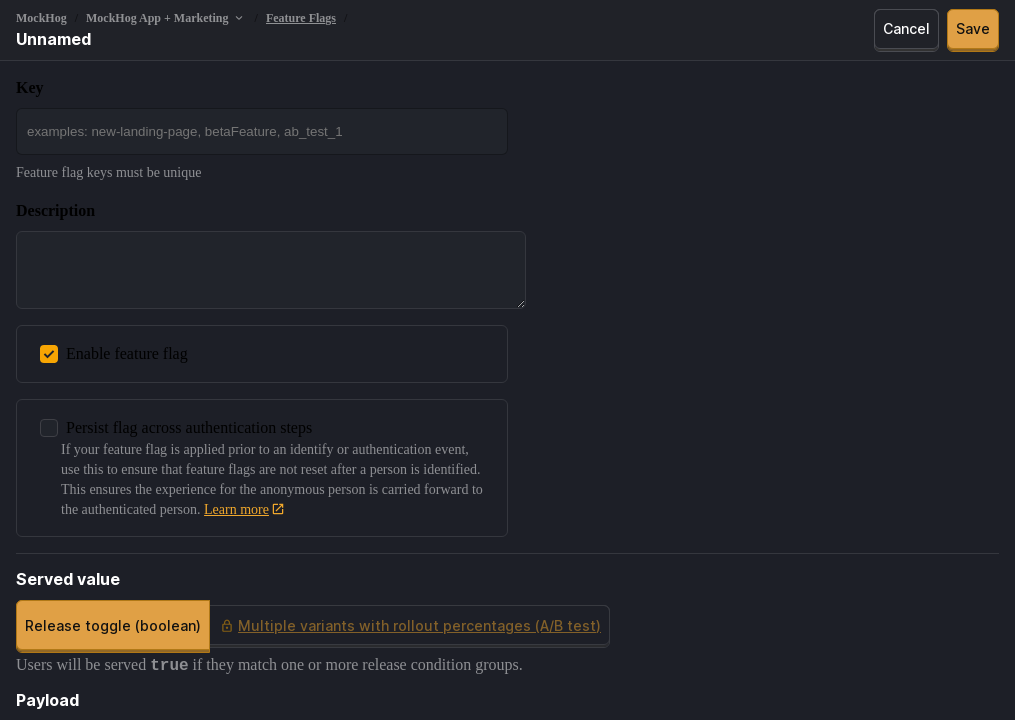 MockHog / MockHog App + Marketing / Feature Flags /
Unnamed
Cancel
Save
Key
examples: new-landing-page, betaFeature, ab_test_1
Feature flag keys must be unique
Description
Enable feature flag
Persist flag across authentication steps
If your feature flag is applied prior to an identify or authentication event,
use this to ensure that feature flags are not reset after a person is identified.
This ensures the experience for the anonymous person is carried forward to
the authenticated person. Learn more
Served value
Release toggle (boolean)
Multiple variants with rollout percentages (A/B test)
Users will be served true if they match one or more release condition groups.
Payload